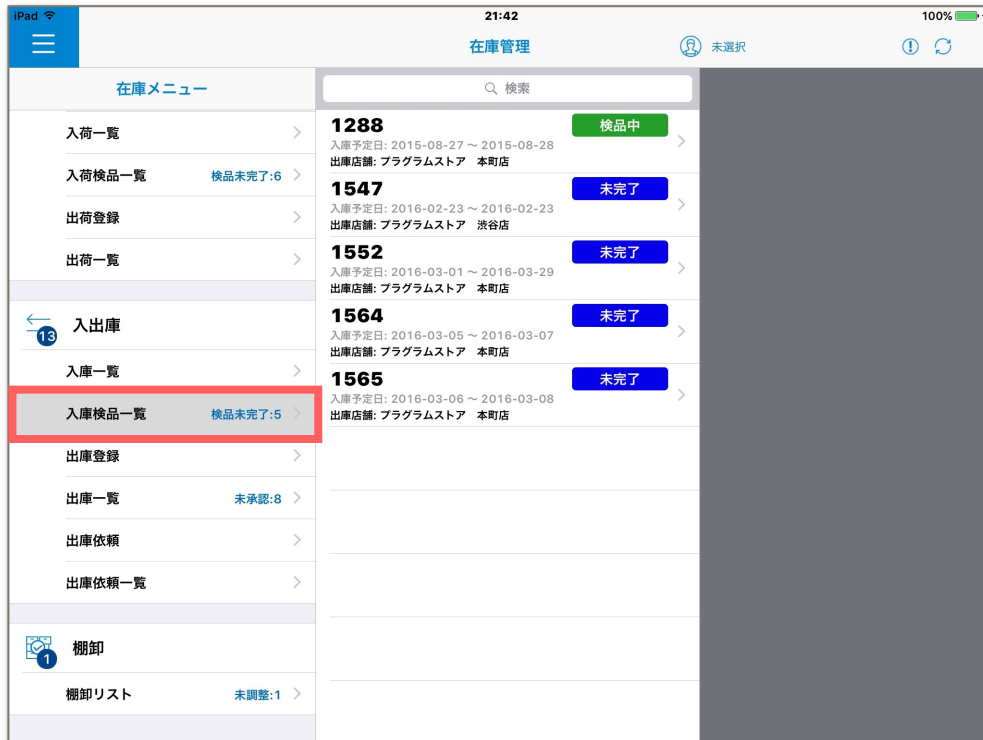 iPad 21:42 100%
在庫管理 未選択
在庫メニュー
入荷一覧
入荷検品一覧 検品未完了:6
出荷登録
出荷一覧
13 入出庫
入庫一覧
入庫検品一覧 検品未完了:5
出庫登録
出庫一覧 未承認:8
出庫依頼
出庫依頼一覧
1 棚卸
棚卸リスト 未調整:1
検索
1288 検品中
入庫予定日: 2015-08-27 ~ 2015-08-28
出庫店舗: プラグラムストア 本町店
1547 未完了
入庫予定日: 2016-02-23 ~ 2016-02-23
出庫店舗: プラグラムストア 渋谷店
1552 未完了
入庫予定日: 2016-03-01 ~ 2016-03-29
出庫店舗: プラグラムストア 本町店
1564 未完了
入庫予定日: 2016-03-05 ~ 2016-03-07
出庫店舗: プラグラムストア 本町店
1565 未完了
入庫予定日: 2016-03-06 ~ 2016-03-08
出庫店舗: プラグラムストア 本町店